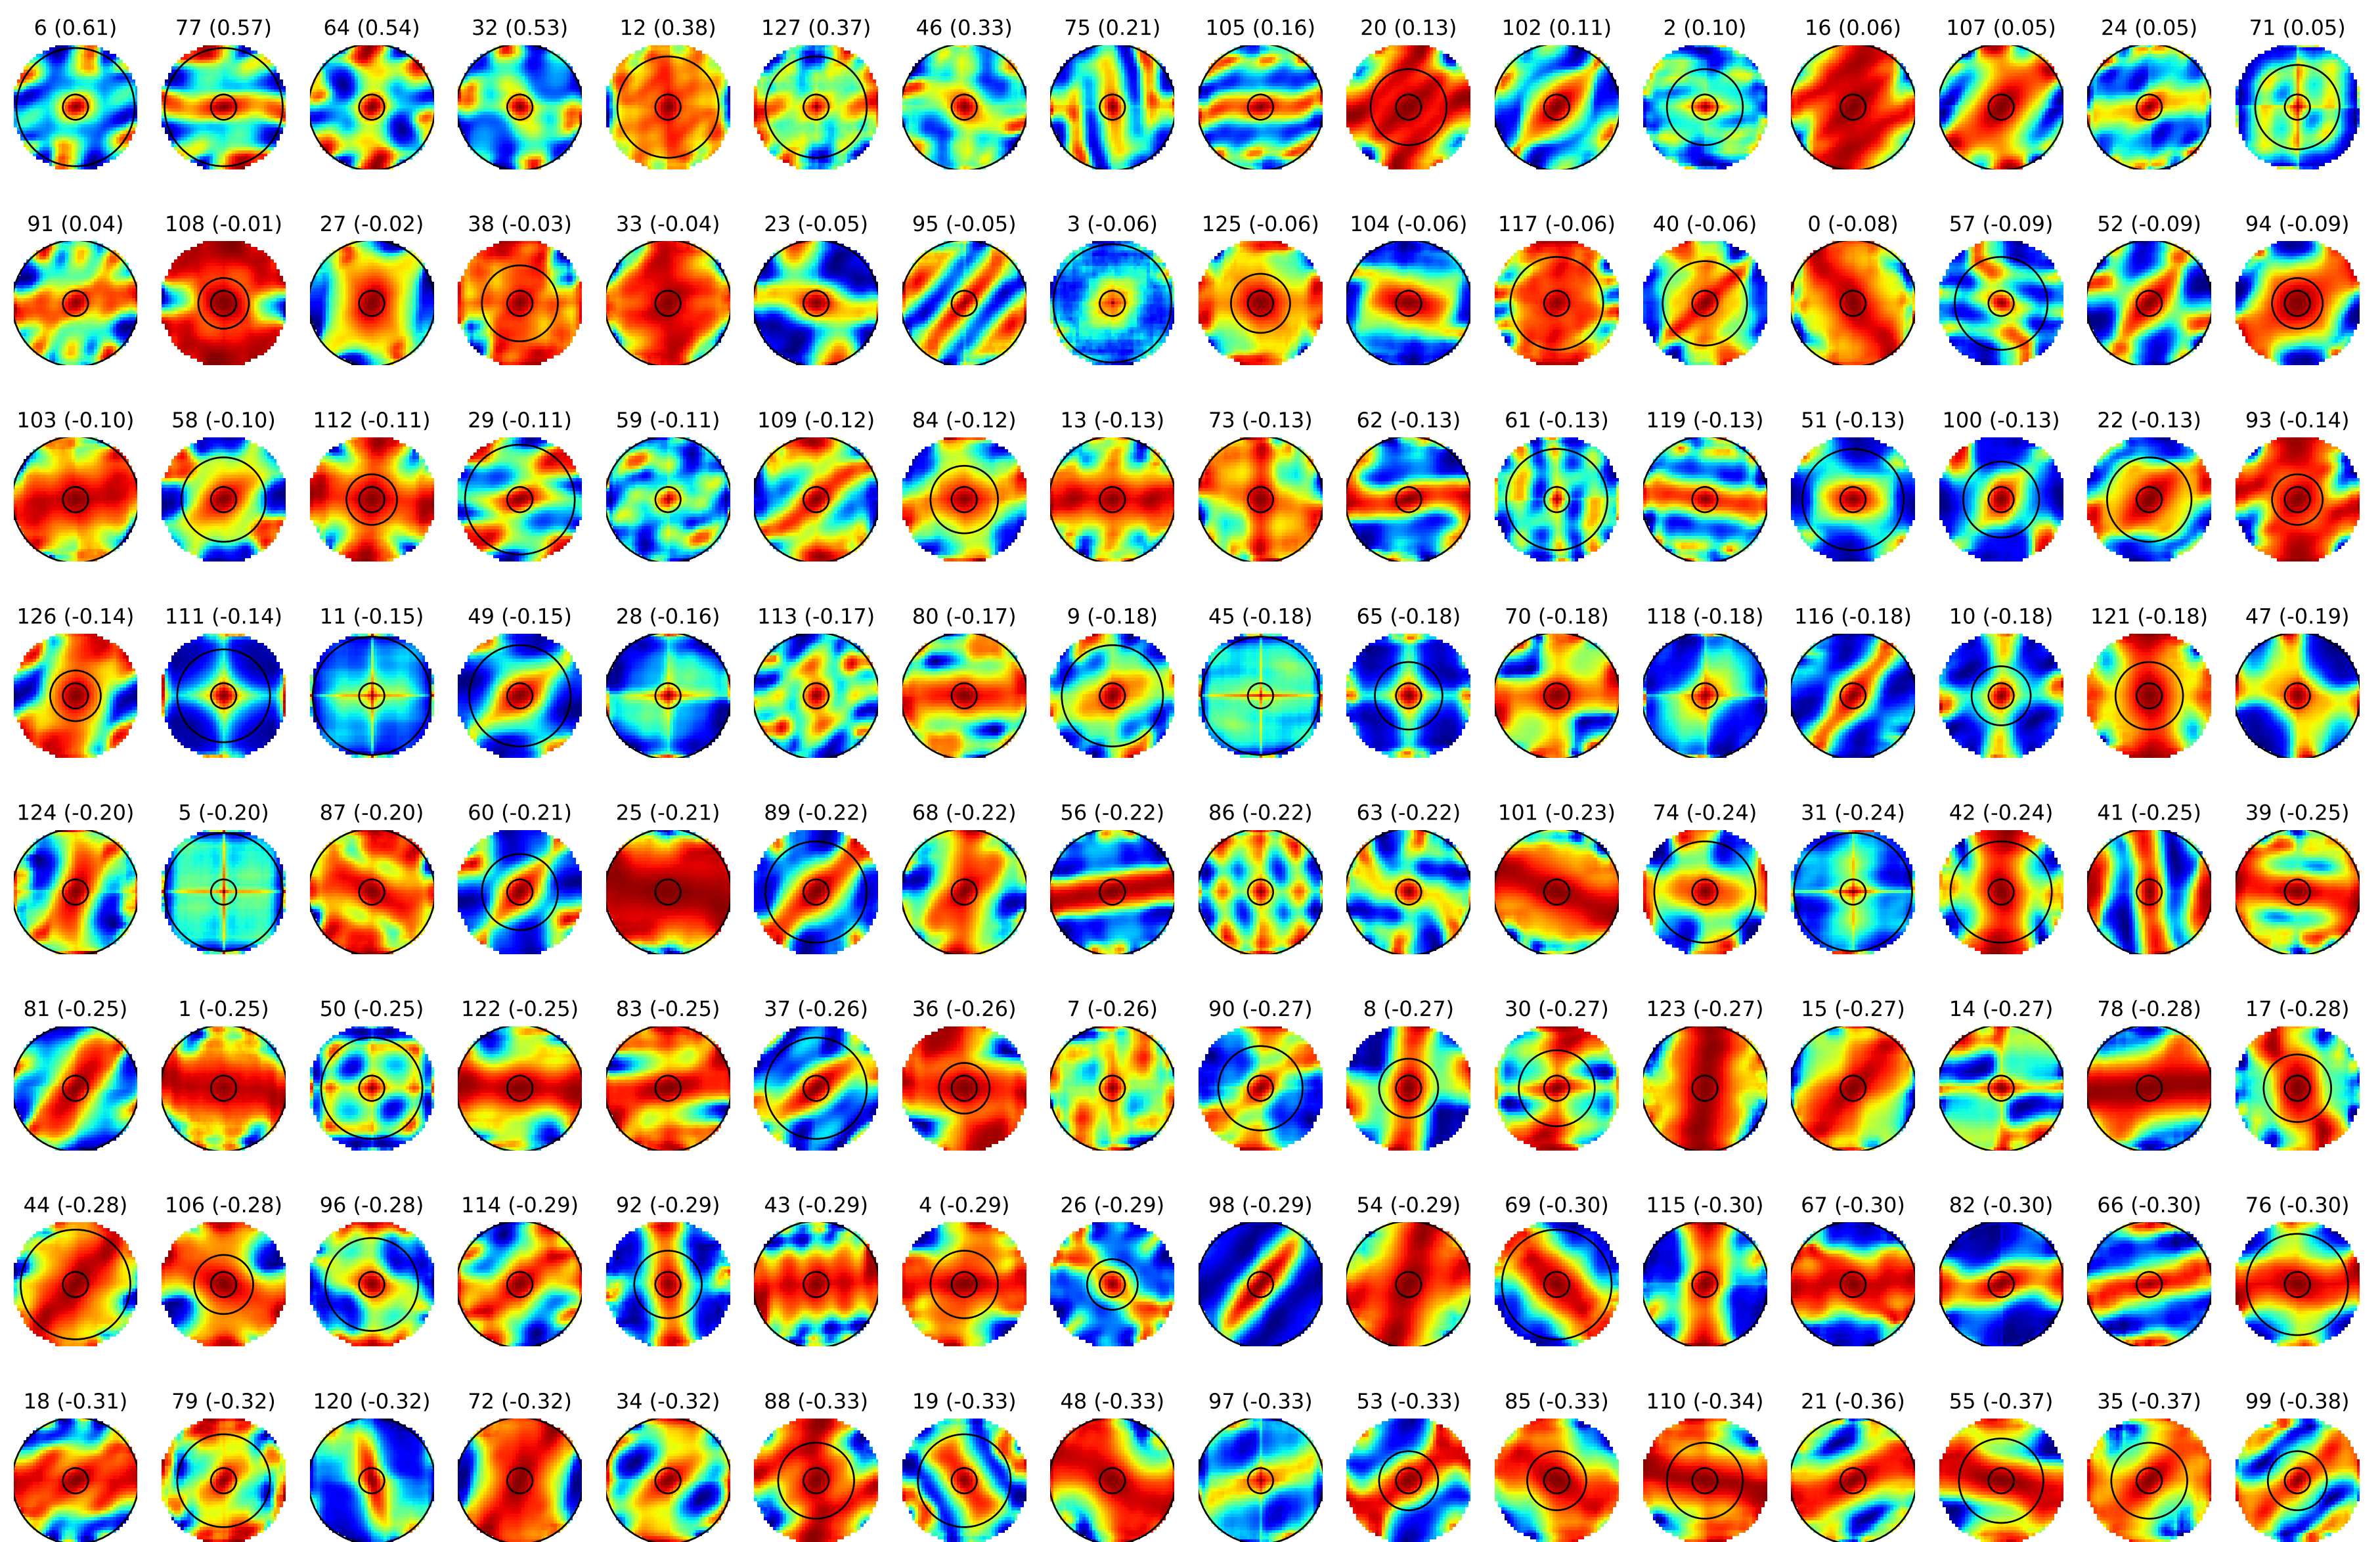 6 (0.61) 77 (0.57) 64 (0.54) 32 (0.53) 12 (0.38) 127 (0.37) 46 (0.33) 75 (0.21) 105 (0.16) 20 (0.13) 102 (0.11) 2 (0.10) 16 (0.06) 107 (0.05) 24 (0.05) 71 (0.05)
91 (0.04) 108 (-0.01) 27 (-0.02) 38 (-0.03) 33 (-0.04) 23 (-0.05) 95 (-0.05) 3 (-0.06) 125 (-0.06) 104 (-0.06) 117 (-0.06) 40 (-0.06) 0 (-0.08) 57 (-0.09) 52 (-0.09) 94 (-0.09)
103 (-0.10) 58 (-0.10) 112 (-0.11) 29 (-0.11) 59 (-0.11) 109 (-0.12) 84 (-0.12) 13 (-0.13) 73 (-0.13) 62 (-0.13) 61 (-0.13) 119 (-0.13) 51 (-0.13) 100 (-0.13) 22 (-0.13) 93 (-0.14)
126 (-0.14) 111 (-0.14) 11 (-0.15) 49 (-0.15) 28 (-0.16) 113 (-0.17) 80 (-0.17) 9 (-0.18) 45 (-0.18) 65 (-0.18) 70 (-0.18) 118 (-0.18) 116 (-0.18) 10 (-0.18) 121 (-0.18) 47 (-0.19)
124 (-0.20) 5 (-0.20) 87 (-0.20) 60 (-0.21) 25 (-0.21) 89 (-0.22) 68 (-0.22) 56 (-0.22) 86 (-0.22) 63 (-0.22) 101 (-0.23) 74 (-0.24) 31 (-0.24) 42 (-0.24) 41 (-0.25) 39 (-0.25)
81 (-0.25) 1 (-0.25) 50 (-0.25) 122 (-0.25) 83 (-0.25) 37 (-0.26) 36 (-0.26) 7 (-0.26) 90 (-0.27) 8 (-0.27) 30 (-0.27) 123 (-0.27) 15 (-0.27) 14 (-0.27) 78 (-0.28) 17 (-0.28)
44 (-0.28) 106 (-0.28) 96 (-0.28) 114 (-0.29) 92 (-0.29) 43 (-0.29) 4 (-0.29) 26 (-0.29) 98 (-0.29) 54 (-0.29) 69 (-0.30) 115 (-0.30) 67 (-0.30) 82 (-0.30) 66 (-0.30) 76 (-0.30)
18 (-0.31) 79 (-0.32) 120 (-0.32) 72 (-0.32) 34 (-0.32) 88 (-0.33) 19 (-0.33) 48 (-0.33) 97 (-0.33) 53 (-0.33) 85 (-0.33) 110 (-0.34) 21 (-0.36) 55 (-0.37) 35 (-0.37) 99 (-0.38)